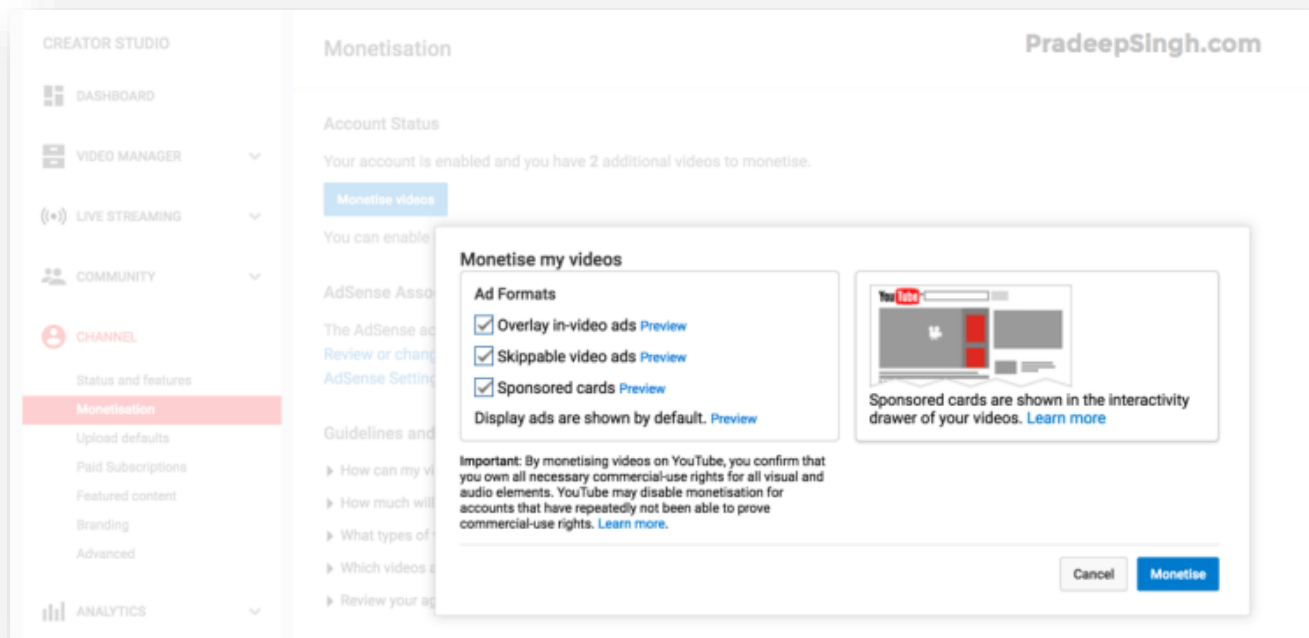 CREATOR STUDIO
DASHBOARD
VIDEO MANAGER
LIVE STREAMING
COMMUNITY
CHANNEL
Status and features
Monetisation
Upload defaults
Paid Subscriptions
Featured content
Branding
Advanced
ANALYTICS
Monetisation
PradeepSingh.com
Account Status
Your account is enabled and you have 2 additional videos to monetise.
Monetise videos
You can enable
AdSense Asso
The AdSense ac
Review or chang
AdSense Setting
Guidelines and
How can my vi
How much will
What types of
Which videos a
Review your ag
Monetise my videos
Ad Formats
Overlay in-video ads Preview
Skippable video ads Preview
Sponsored cards Preview
Display ads are shown by default. Preview
YouTube
Sponsored cards are shown in the interactivity
drawer of your videos. Learn more
Important: By monetising videos on YouTube, you confirm that
you own all necessary commercial-use rights for all visual and
audio elements. YouTube may disable monetisation for
accounts that have repeatedly not been able to prove
commercial-use rights. Learn more.
Cancel
Monetise